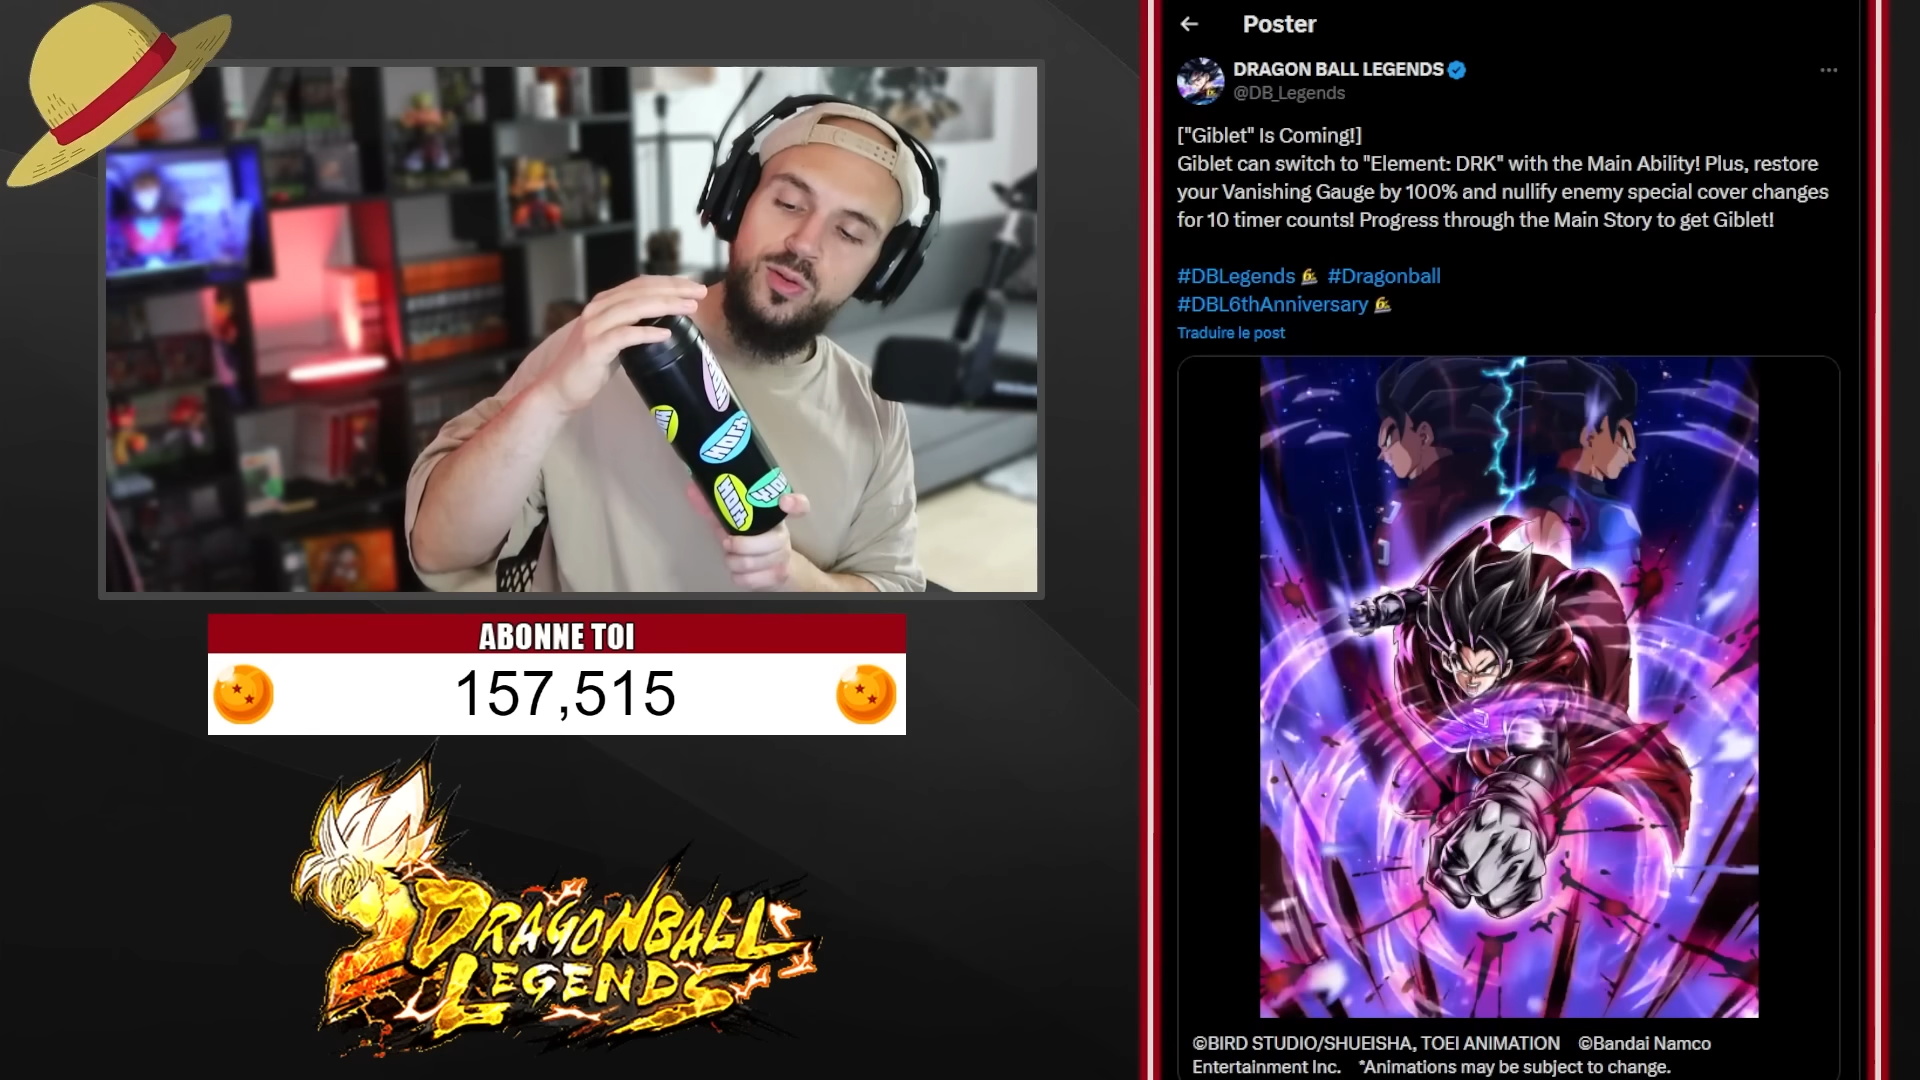 ABONNE TOI
157,515
DRAGONBALL
LEGENDS
HOLY
HOLY
HOLY
Poster
DRAGON BALL LEGENDS
@DB_Legends
["Giblet" Is Coming!]
Giblet can switch to "Element: DRK" with the Main Ability! Plus, restore
your Vanishing Gauge by 100% and nullify enemy special cover changes
for 10 timer counts! Progress through the Main Story to get Giblet!
#DBLegends #Dragonball
#DBL6thAnniversary
Traduire le post
©BIRD STUDIO/SHUEISHA, TOEI ANIMATION ©Bandai Namco
Entertainment Inc. *Animations may be subject to change.